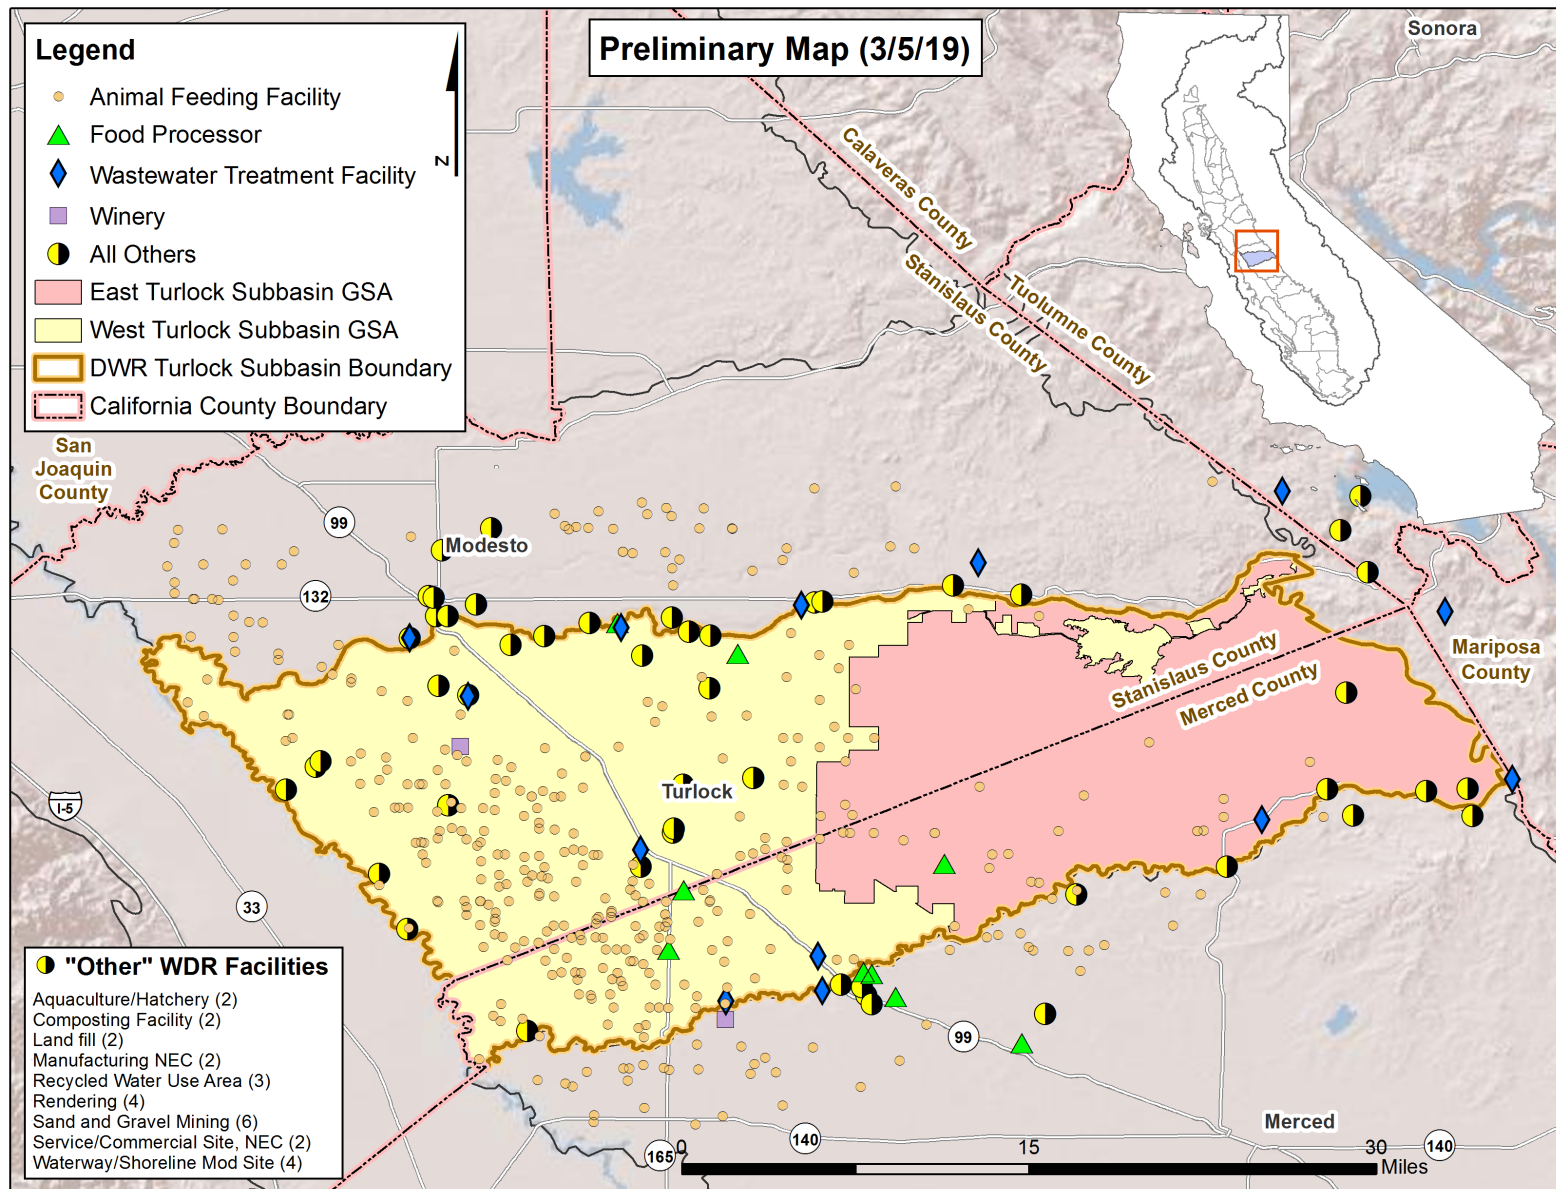 Preliminary Map (3/5/19)
Legend
Animal Feeding Facility
Food Processor
Wastewater Treatment Facility
Winery
All Others
East Turlock Subbasin GSA
West Turlock Subbasin GSA
DWR Turlock Subbasin Boundary
California County Boundary
N
Sonora
Calaveras County
Stanislaus County
Tuolumne County
San
Joaquin
County
99
Modesto
132
Mariposa
County
Stanislaus County
Merced County
I-5
Turlock
33
"Other" WDR Facilities
Aquaculture/Hatchery (2)
Composting Facility (2)
Land fill (2)
Manufacturing NEC (2)
Recycled Water Use Area (3)
Rendering (4)
Sand and Gravel Mining (6)
Service/Commercial Site, NEC (2)
Waterway/Shoreline Mod Site (4)
99
Merced
165
140
140
0 15 30
Miles